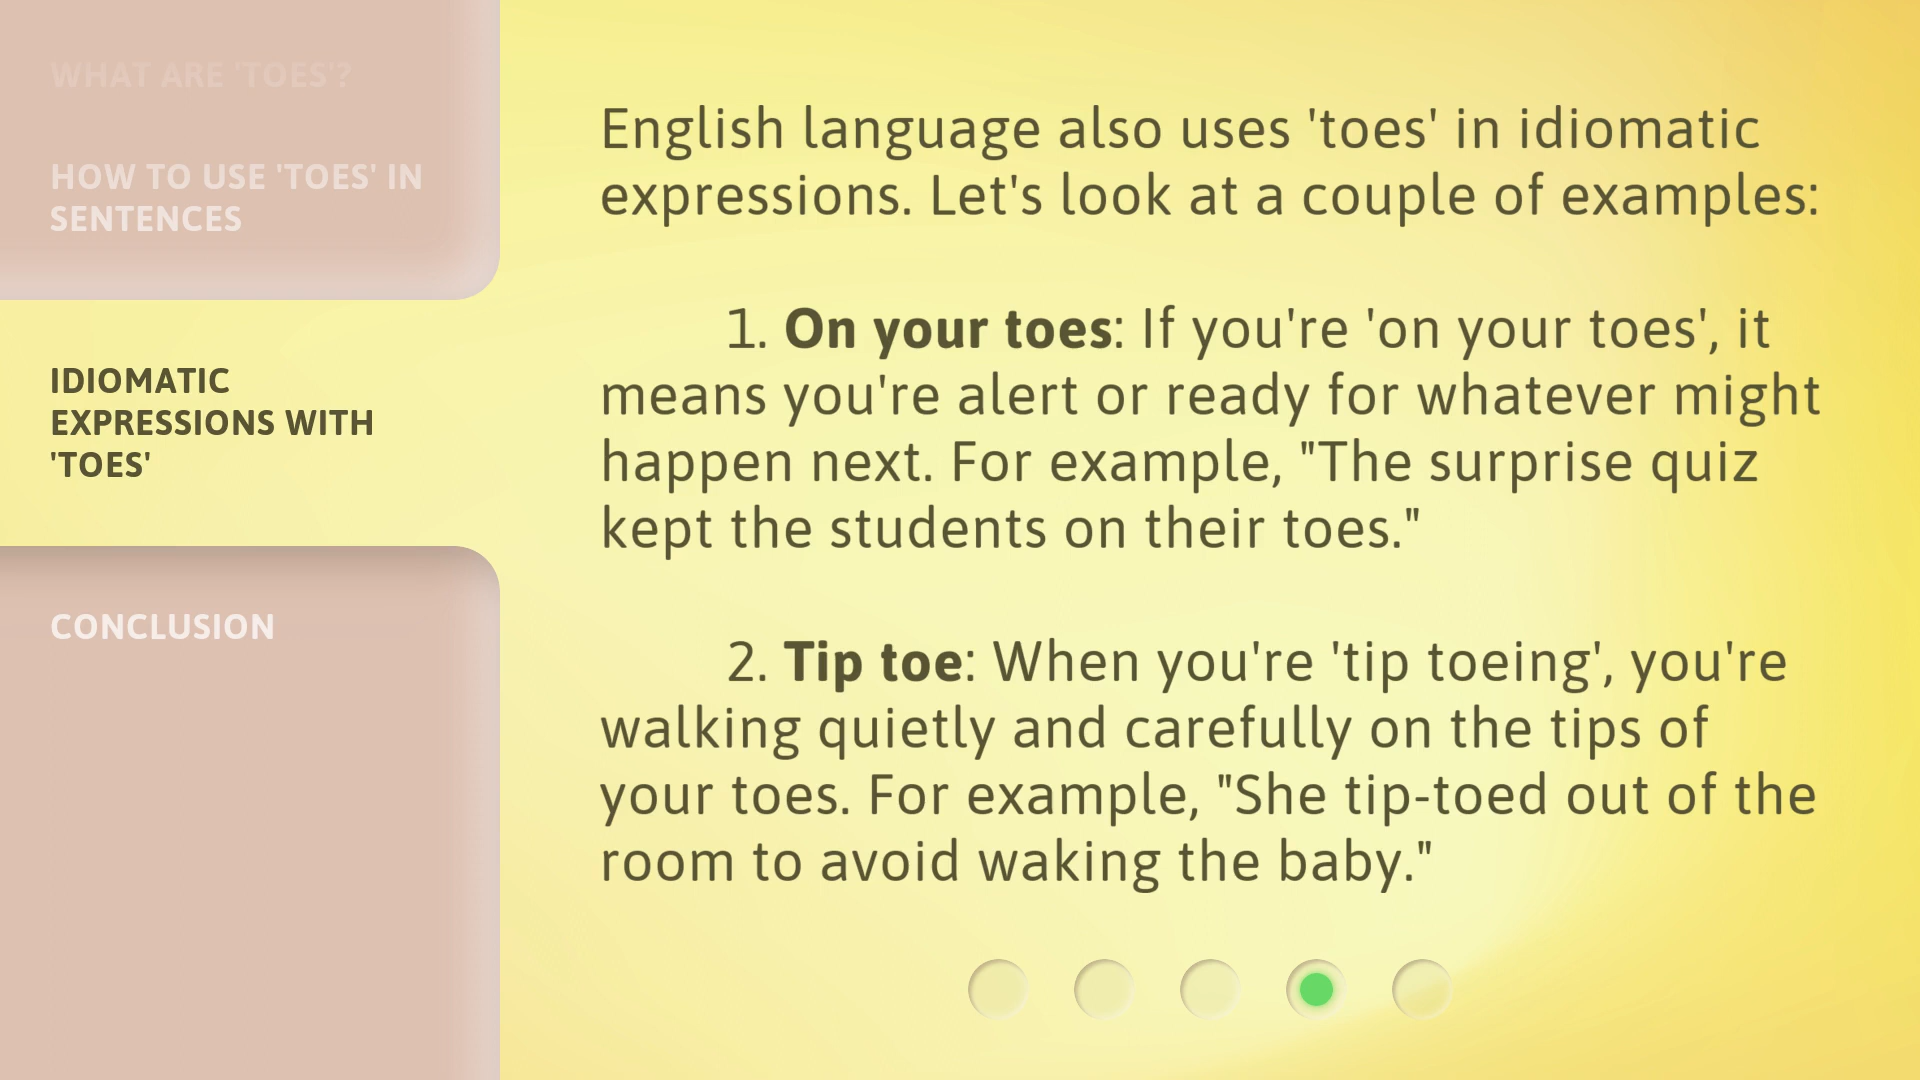 WHAT ARE 'TOES'?
HOW TO USE 'TOES' IN
SENTENCES
IDIOMATIC
EXPRESSIONS WITH
'TOES'
CONCLUSION
English language also uses 'toes' in idiomatic
expressions. Let's look at a couple of examples:
1. On your toes: If you're 'on your toes', it
means you're alert or ready for whatever might
happen next. For example, "The surprise quiz
kept the students on their toes."
2. Tip toe: When you're 'tip toeing', you're
walking quietly and carefully on the tips of
your toes. For example, "She tip-toed out of the
room to avoid waking the baby."